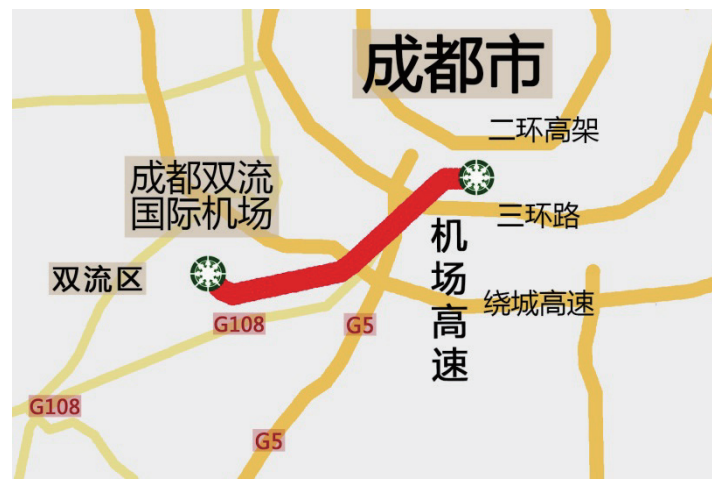 成都市
二环高架
成都双流
国际机场
三环路
机场高速
双流区
绕城高速
G108
G5
G108
G5